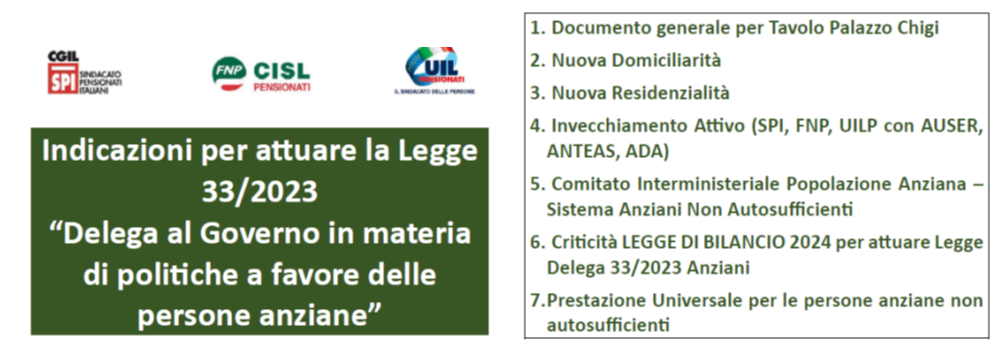 CGIL
SPI
SINDACATO
PENSIONATI
ITALIANI
FNP CISL
PENSIONATI
UIL
PENSIONATI
IL SINDACATO DELLE PERSONE
Indicazioni per attuare la Legge
33/2023
“Delega al Governo in materia
di politiche a favore delle
persone anziane”
1. Documento generale per Tavolo Palazzo Chigi
2. Nuova Domiciliarità
3. Nuova Residenzialità
4. Invecchiamento Attivo (SPI, FNP, UILP con AUSER,
ANTEAS, ADA)
5. Comitato Interministeriale Popolazione Anziana –
Sistema Anziani Non Autosufficienti
6. Criticità LEGGE DI BILANCIO 2024 per attuare Legge
Delega 33/2023 Anziani
7.Prestazione Universale per le persone anziane non
autosufficienti